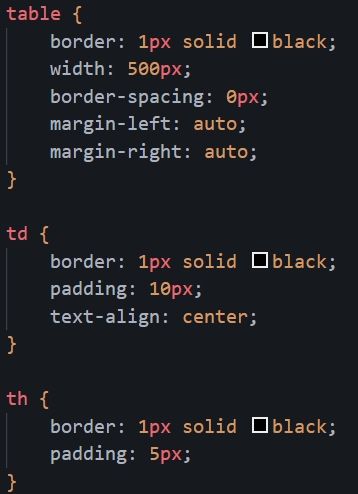 table {
    border: 1px solid black;
    width: 500px;
    border-spacing: 0px;
    margin-left: auto;
    margin-right: auto;
}

td {
    border: 1px solid black;
    padding: 10px;
    text-align: center;
}

th {
    border: 1px solid black;
    padding: 5px;
}